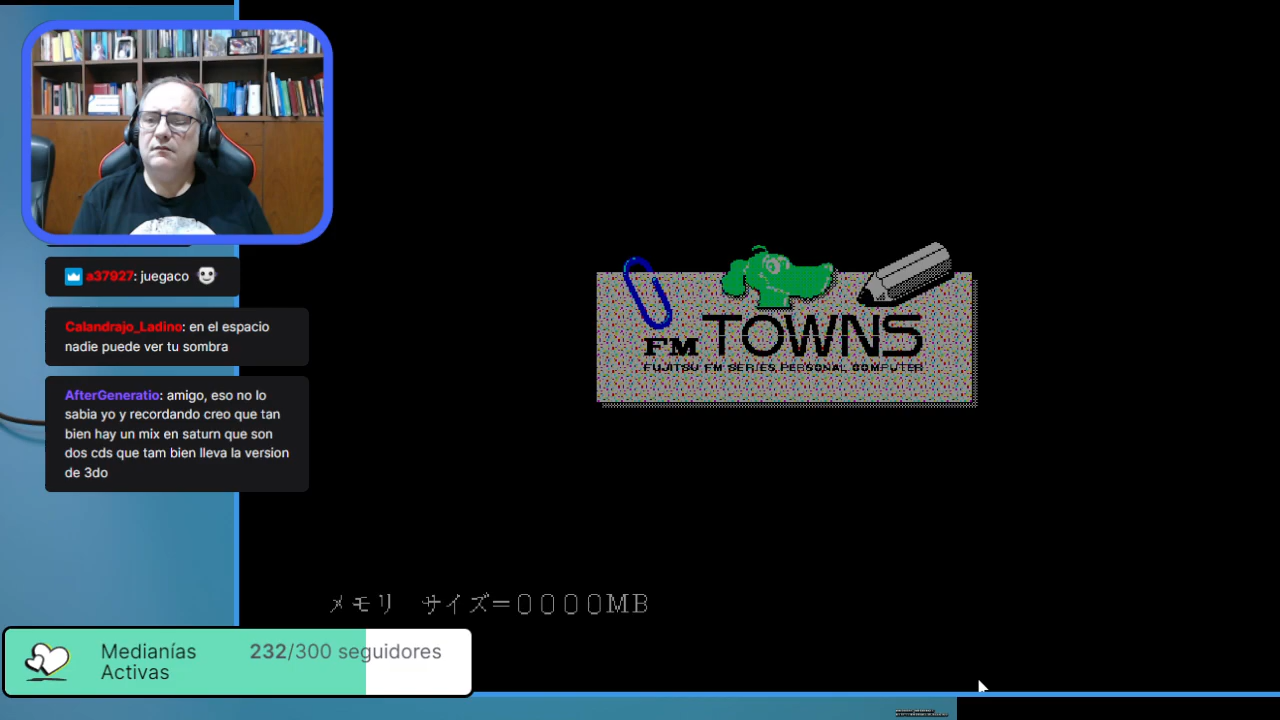 a37927: juegaco
Calandrajo_Ladino: en el espacio
nadie puede ver tu sombra
AfterGeneratio: amigo, eso no lo
sabia yo y recordando creo que tan
bien hay un mix en saturn que son
dos cds que tam bien lleva la version
de 3do
FM TOWNS
FUJITSU FM SERIES PERSONAL COMPUTER
メモリ サイズ=0000MB
Medianías
Activas
232/300 seguidores